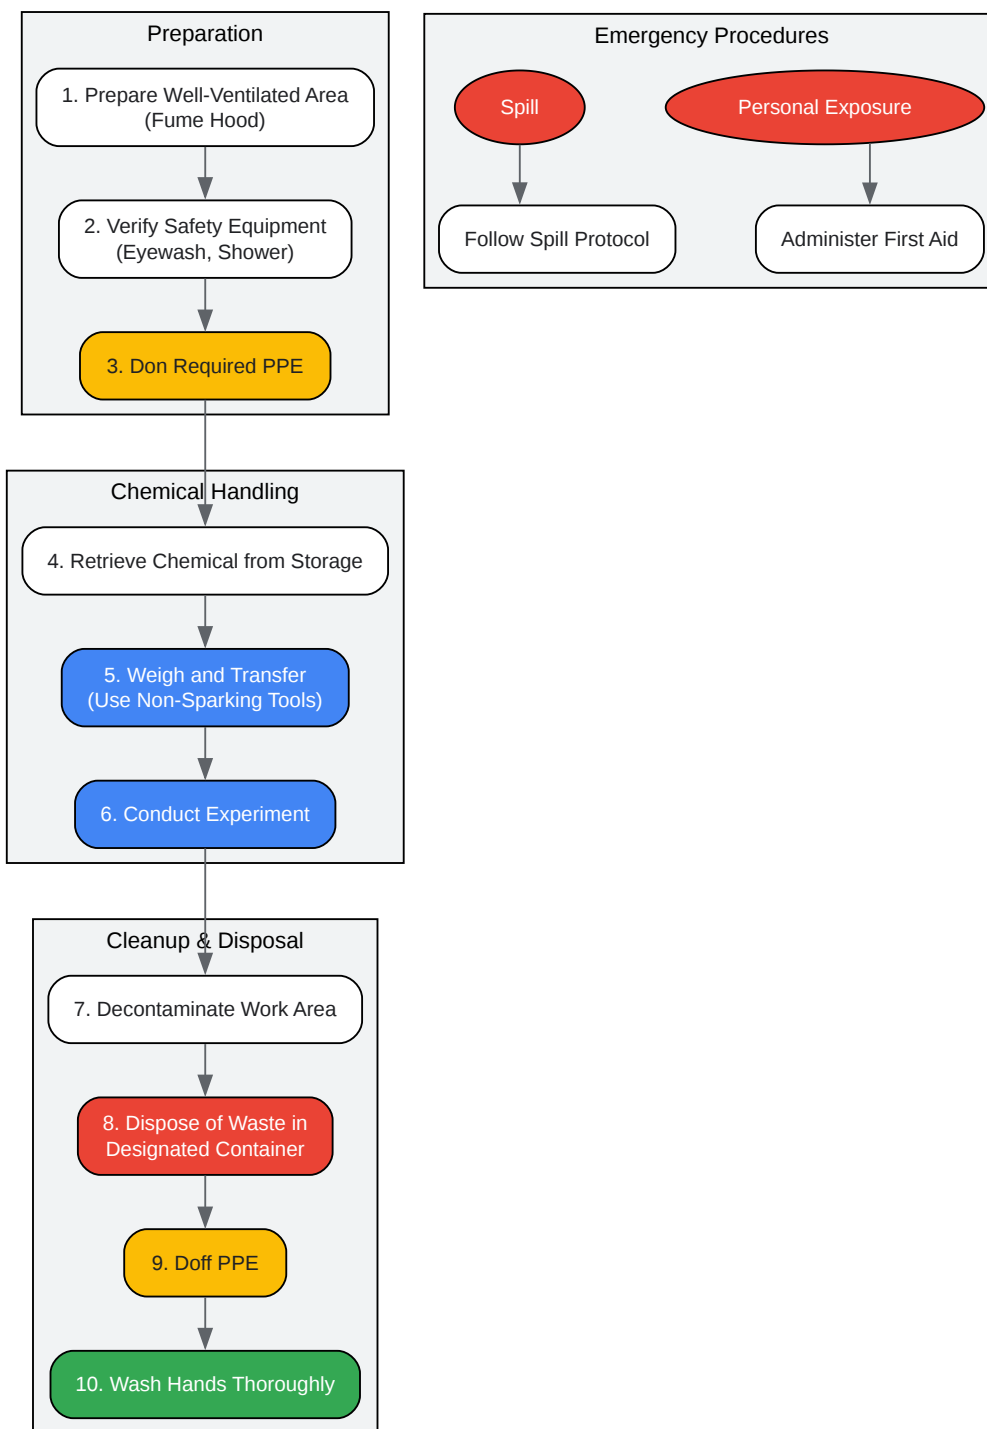 Preparation
1. Prepare Well-Ventilated Area
(Fume Hood)
2. Verify Safety Equipment
(Eyewash, Shower)
3. Don Required PPE
Chemical Handling
4. Retrieve Chemical from Storage
5. Weigh and Transfer
(Use Non-Sparking Tools)
6. Conduct Experiment
Cleanup & Disposal
7. Decontaminate Work Area
8. Dispose of Waste in
Designated Container
9. Doff PPE
10. Wash Hands Thoroughly
Emergency Procedures
Spill
Personal Exposure
Follow Spill Protocol
Administer First Aid